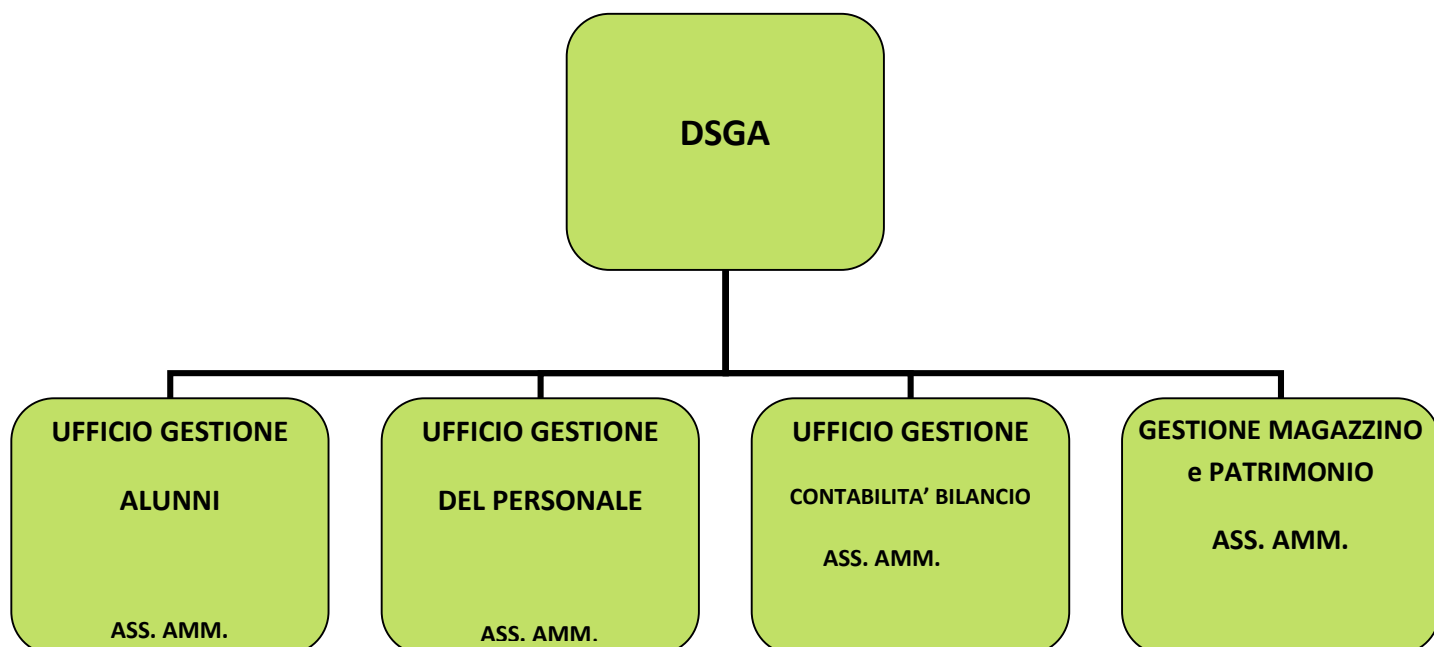 DSGA
UFFICIO GESTIONE
ALUNNI
ASS. AMM.
UFFICIO GESTIONE
DEL PERSONALE
ASS. AMM.
UFFICIO GESTIONE
CONTABILITA’ BILANCIO
ASS. AMM.
GESTIONE MAGAZZINO
e PATRIMONIO
ASS. AMM.